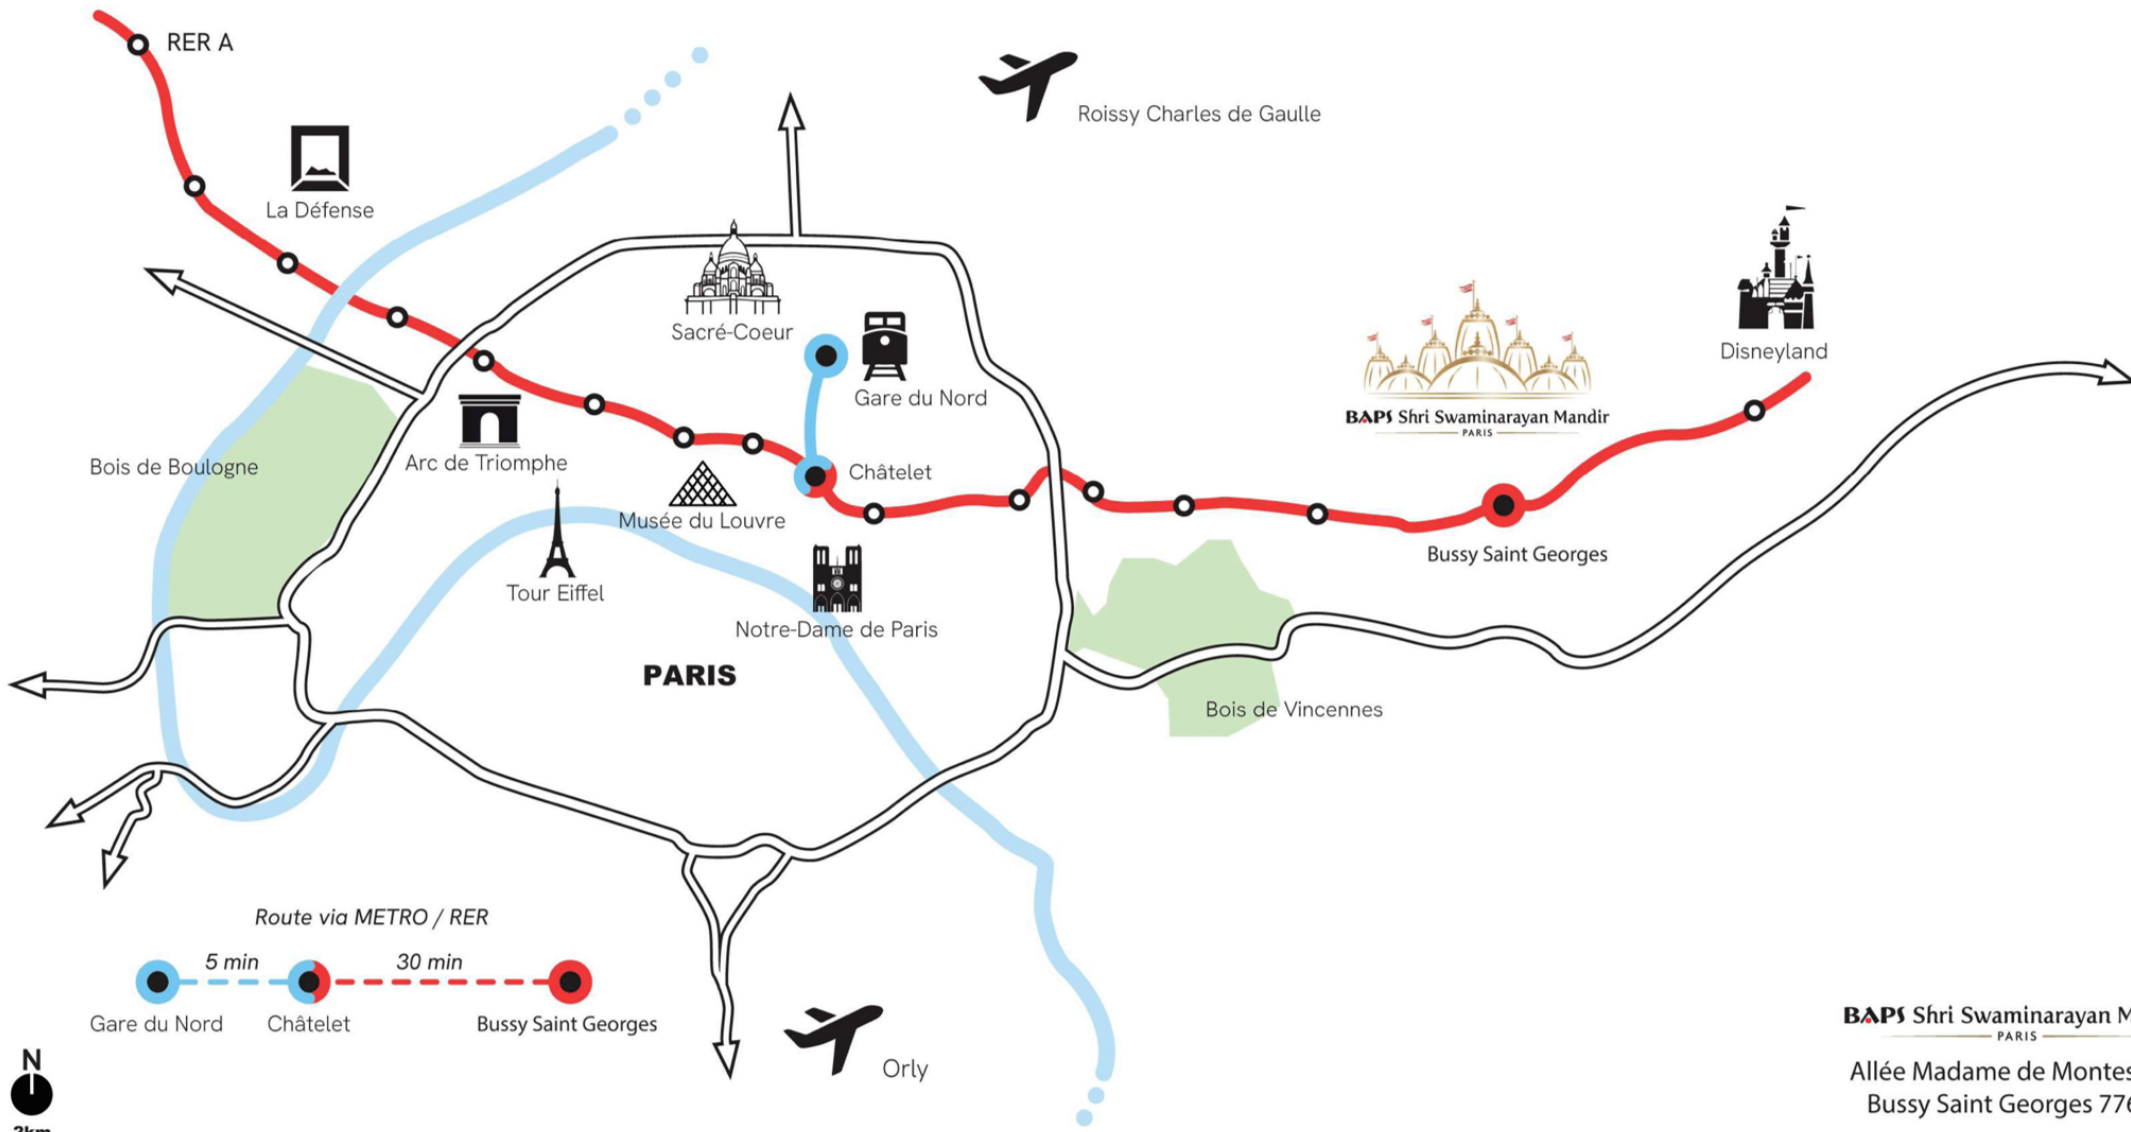 RER A
Roissy Charles de Gaulle
La Défense
Sacré-Coeur
Disneyland
Gare du Nord
BAPS Shri Swaminarayan Mandir
PARIS
Bois de Boulogne
Arc de Triomphe
Châtelet
Musée du Louvre
Bussy Saint Georges
Tour Eiffel
Notre-Dame de Paris
PARIS
Bois de Vincennes
Route via METRO / RER
5 min
30 min
Gare du Nord
Châtelet
Bussy Saint Georges
Orly
N
2km
BAPS Shri Swaminarayan
PARIS
Allée Madame de
Bussy Saint Georges